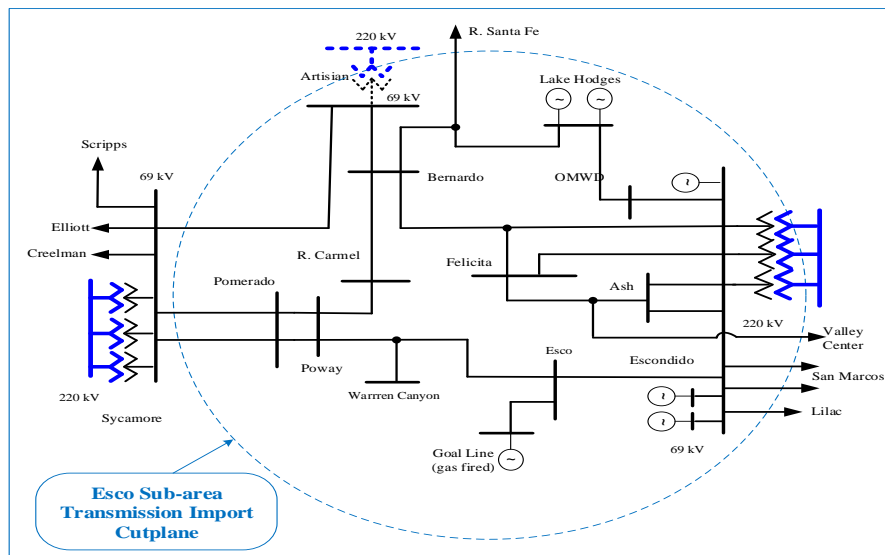 220 kV
Artisian
69 kV
R. Santa Fe
Lake Hodges
Scripps
69 kV
Bernardo
OMWD
Elliott
Creelman
R. Carmel
Felicita
Pomerado
Ash
220 kV
Valley
Center
Poway
Esco
Escondido
San Marcos
220 kV
Warrren Canyon
Sycamore
Lilac
Goal Line
(gas fired)
69 kV
Esco Sub-area
Transmission Import
Cutplane